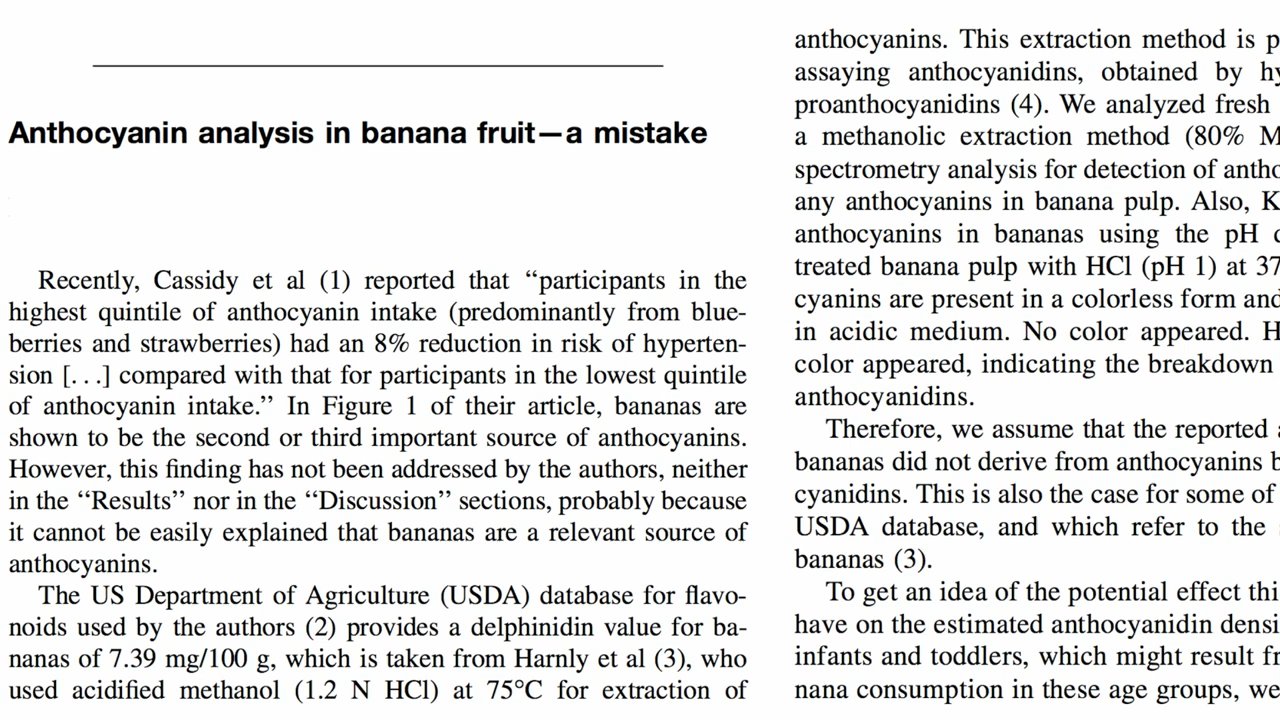 Anthocyanin analysis in banana fruit—a mistake
Recently, Cassidy et al (1) reported that “participants in the
highest quintile of anthocyanin intake (predominantly from blue-
berries and strawberries) had an 8% reduction in risk of hyperten-
sion [. . .] compared with that for participants in the lowest quintile
of anthocyanin intake.” In Figure 1 of their article, bananas are
shown to be the second or third important source of anthocyanins.
However, this finding has not been addressed by the authors, neither
in the “Results” nor in the “Discussion” sections, probably because
it cannot be easily explained that bananas are a relevant source of
anthocyanins.
The US Department of Agriculture (USDA) database for flavo-
noids used by the authors (2) provides a delphinidin value for ba-
nanas of 7.39 mg/100 g, which is taken from Harnly et al (3), who
used acidified methanol (1.2 N HCl) at 75°C for extraction of
anthocyanins. This extraction method is p
assaying anthocyanidins, obtained by hy
proanthocyanidins (4). We analyzed fresh
a methanolic extraction method (80% M
spectrometry analysis for detection of antho
any anthocyanins in banana pulp. Also, K
anthocyanins in bananas using the pH d
treated banana pulp with HCl (pH 1) at 37
cyanins are present in a colorless form and
in acidic medium. No color appeared. H
color appeared, indicating the breakdown
anthocyanidins.
Therefore, we assume that the reported a
bananas did not derive from anthocyanins b
cyanidins. This is also the case for some of
USDA database, and which refer to the
bananas (3).
To get an idea of the potential effect thi
have on the estimated anthocyanidin densi
infants and toddlers, which might result fr
nana consumption in these age groups, we